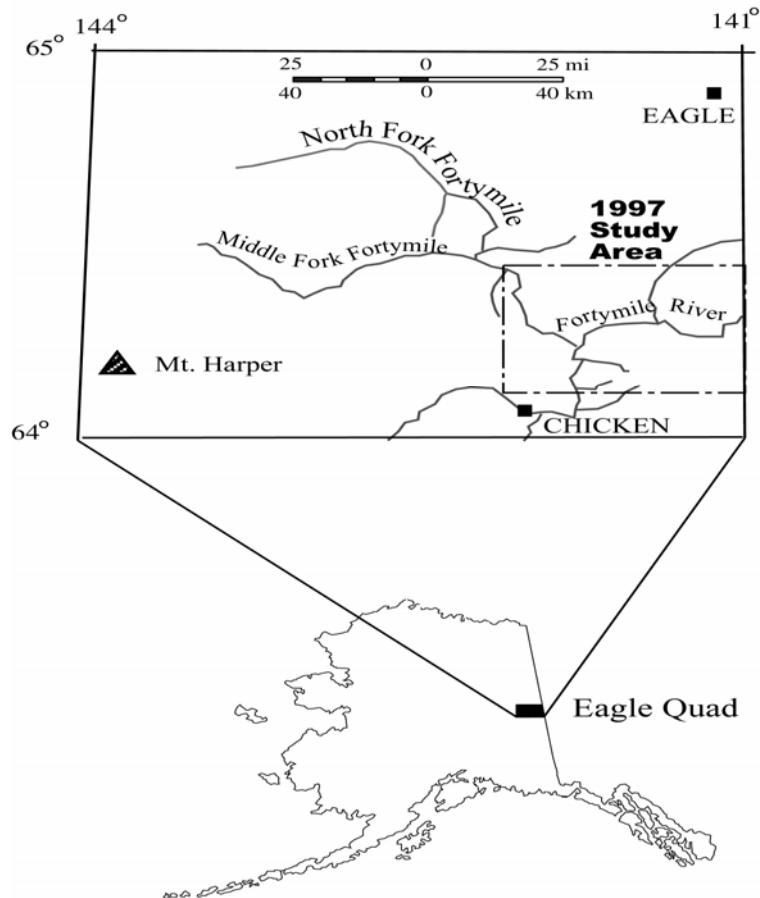 144°
141°
65°
25 0 25 mi
40 0 40 km
EAGLE
North Fork Fortymile
1997
Study
Area
Middle Fork Fortymile
Fortymile River
Mt. Harper
CHICKEN
64°
Eagle Quad